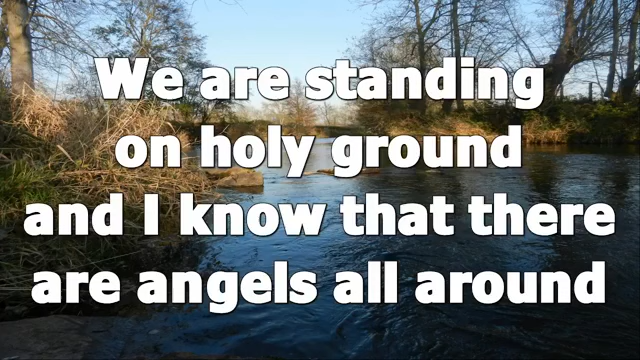 We are standing
on holy ground
and I know that there
are angels all around